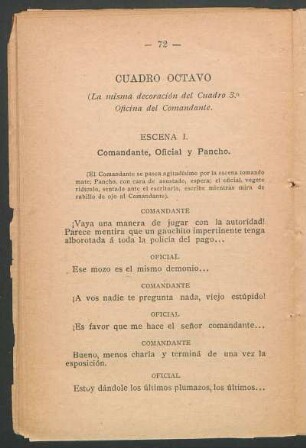 — 72 —
CUADRO OCTAVO
(La misma decoración del Cuadro 3.º
Oficina del Comandante.
ESCENA I.
Comandante, Oficial y Pancho.
(El Comandante se pasea agitadísimo por la escena tomando
mate; Pancho, con cara de asustado, espera; el oficial, vegete
ridículo, sentado ante el escritorio, escribe mientras mira de
rabillo de ojo al Comandante).
COMANDANTE
¡Vaya una manera de jugar con la autoridad!
Parece mentira que un gauchito impertinente tenga
alborotada á toda la policía del pago...
OFICIAL
Ese mozo es el mismo demonio...
COMANDANTE
¡A vos nadie te pregunta nada, viejo estúpido!
OFICIAL
¡Es favor que me hace el señor comandante...
COMANDANTE
Bueno, menos charla y terminá de una vez la
exposición.
OFICIAL
Estoy dándole los últimos plumazos, los últimos...